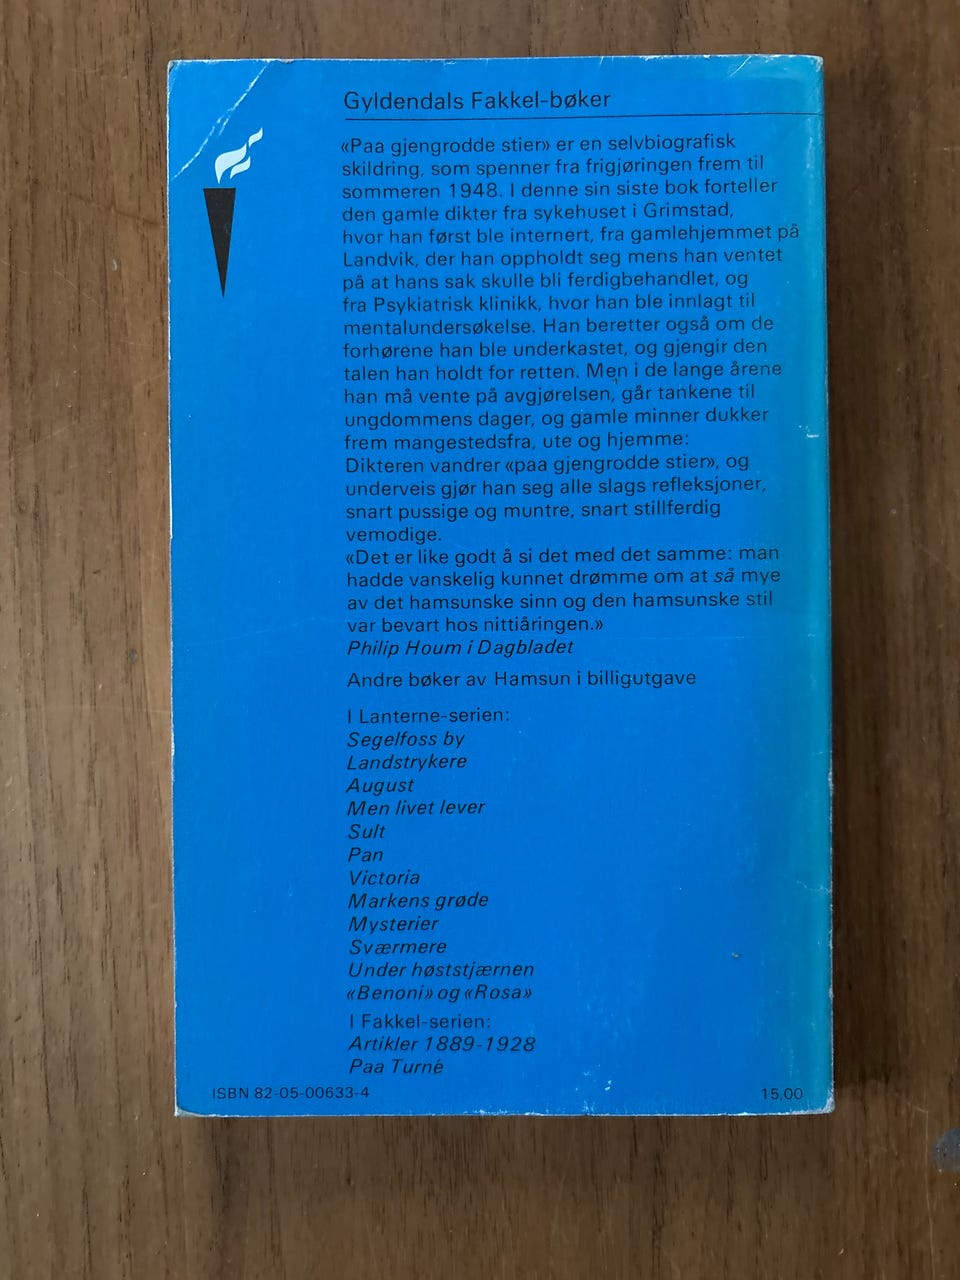 Gyldendals Fakkel-bøker
«Paa gjengrodde stier» er en selvbiografisk
skildring, som spenner fra frigjøringen frem til
sommeren 1948. I denne sin siste bok forteller
den gamle dikter fra sykehuset i Grimstad,
hvor han først ble internert, fra gamlehjemmet på
Landvik, der han oppholdt seg mens han ventet
på at hans sak skulle bli ferdigbehandlet, og
fra Psykiatrisk klinikk, hvor han ble innlagt til
mentalundersøkelse. Han beretter også om de
forhørene han ble underkastet, og gjengir den
talen han holdt for retten. Men i de lange årene
han må vente på avgjørelsen, går tankene til
ungdommens dager, og gamle minner dukker
frem mangestedsfra, ute og hjemme:
Dikteren vandrer «paa gjengrodde stier», og
underveis gjør han seg alle slags refleksjoner,
snart pussige og muntre, snart stillferdig
vemodige.
«Det er like godt å si det med det samme: man
hadde vanskelig kunnet drømme om at så mye
av det hamsunske sinn og den hamsunske stil
var bevart hos nittiåringen.»
Philip Houm i Dagbladet
Andre bøker av Hamsun i billigutgave
I Lanterne-serien:
Segelfoss by
Landstrykere
August
Men livet lever
Sult
Pan
Victoria
Markens grøde
Mysterier
Sværmere
Under høststjærnen
«Benoni» og «Rosa»
I Fakkel-serien:
Artikler 1889-1928
Paa Turné
ISBN 82-05-00633-4
15,00